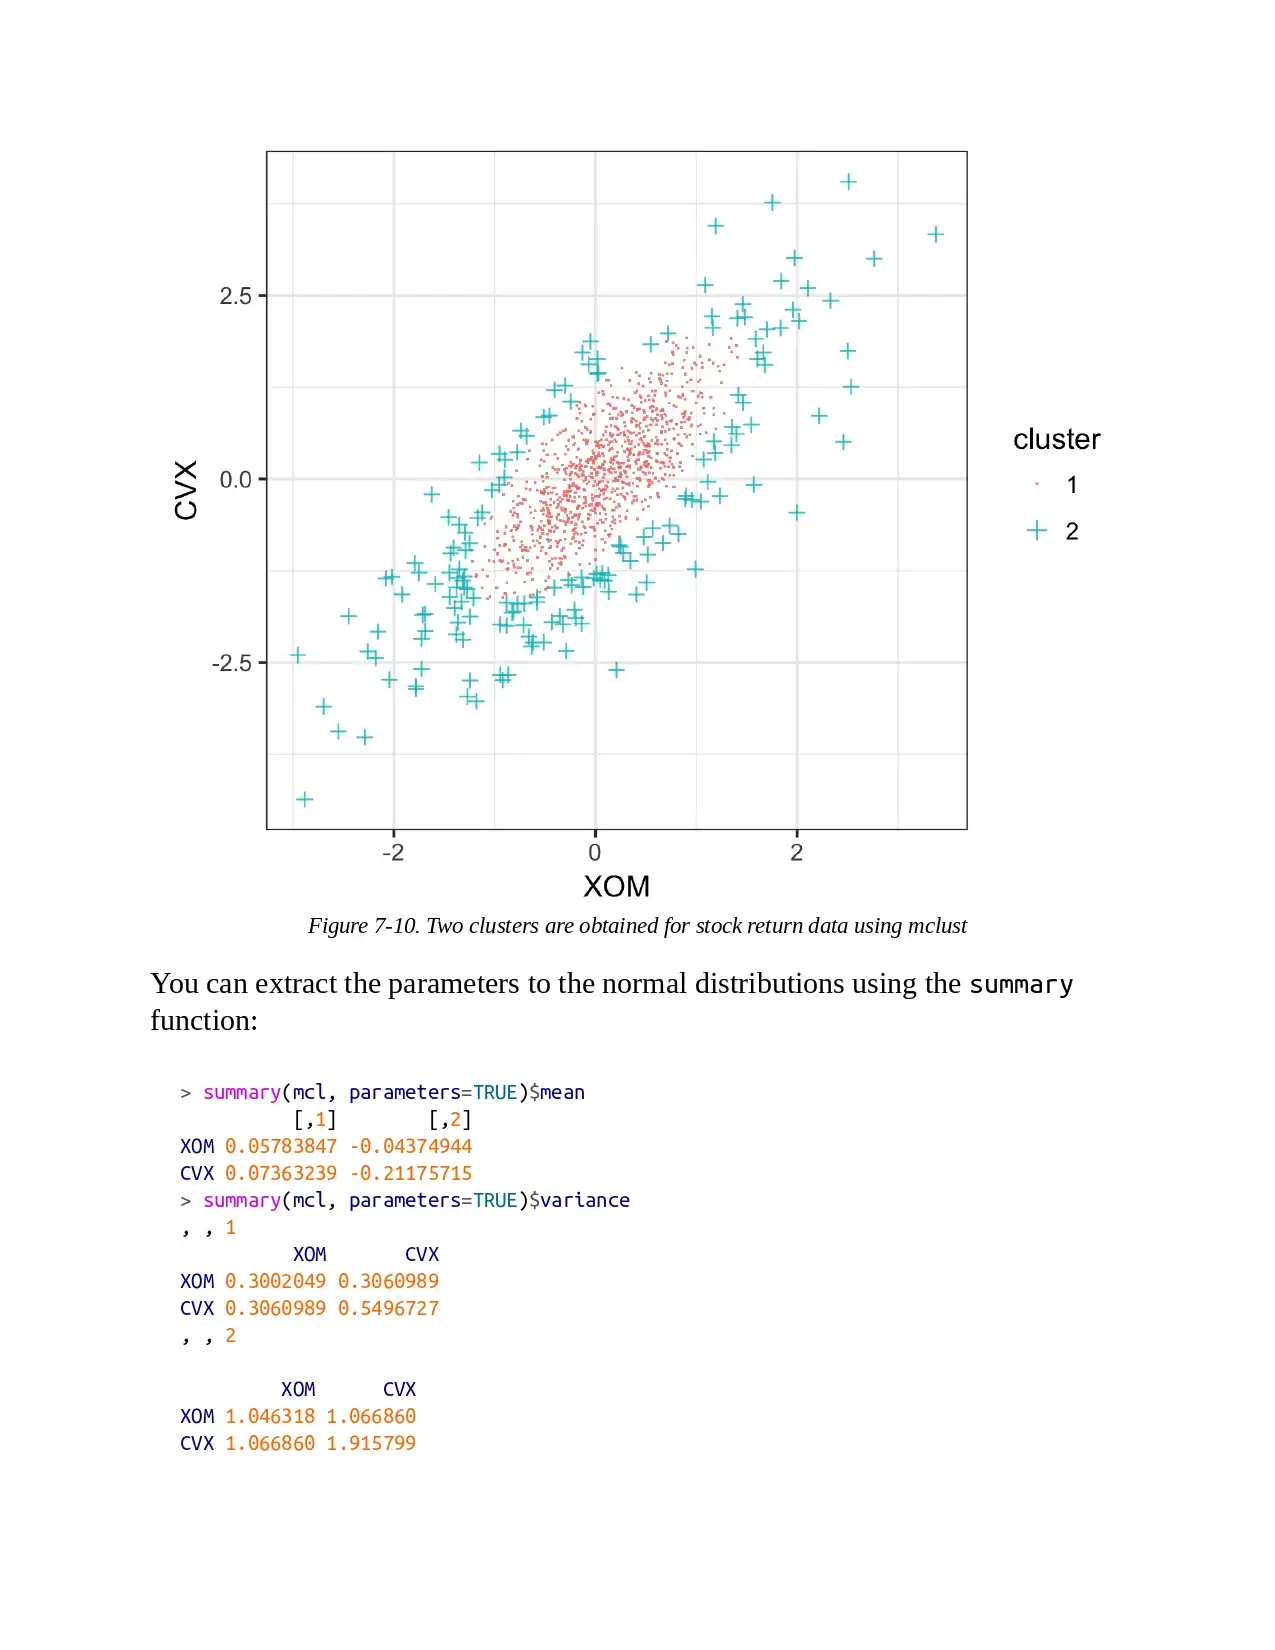 2.5
0.0
-2.5
CVX
-2 0 2
XOM
cluster
1
2
Figure 7-10. Two clusters are obtained for stock return data using mclust
You can extract the parameters to the normal distributions using the summary
function:
> summary(mcl, parameters=TRUE)$mean
[,1] [,2]
XOM 0.05783847 -0.04374944
CVX 0.07363239 -0.21175715
> summary(mcl, parameters=TRUE)$variance
, , 1
XOM CVX
XOM 0.3002049 0.3060989
CVX 0.3060989 0.5496727
, , 2
XOM CVX
XOM 1.046318 1.066860
CVX 1.066860 1.915799